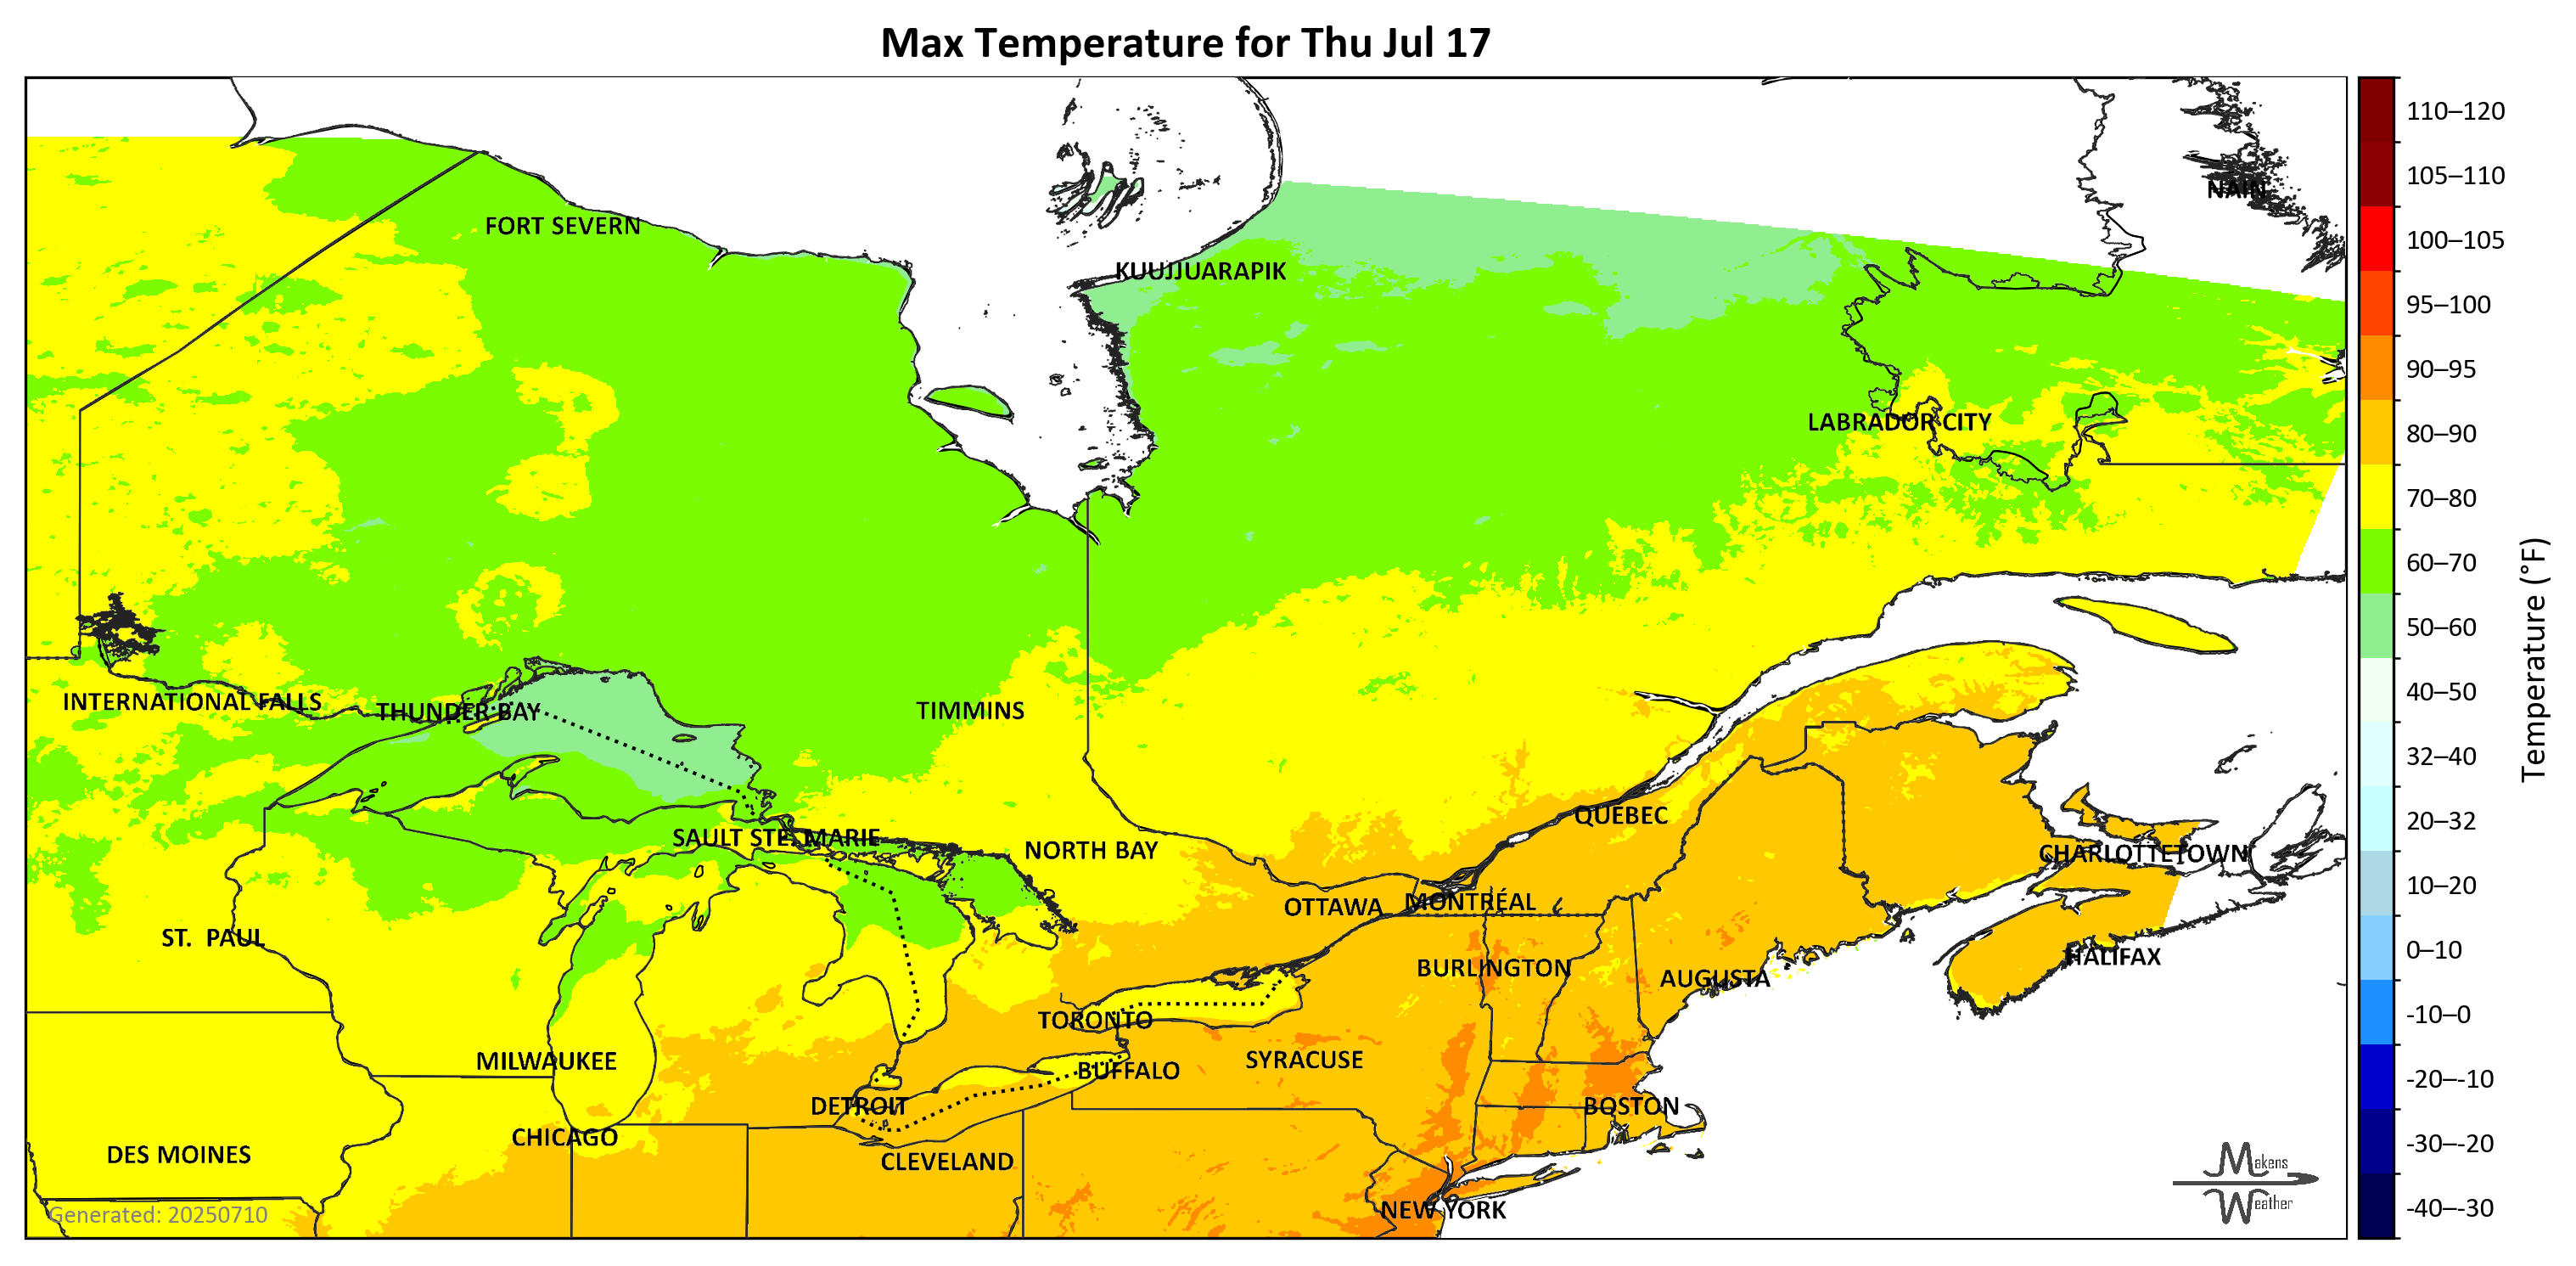 Max Temperature for Thu Jul 17
110–120
105–110
NAIN
FORT SEVERN
100–105
KUUJJUARAPIK
95–100
90–95
LABRADOR CITY
80–90
70–80
60–70
50–60
Temperature (°F)
40–50
INTERNATIONAL FALLS
THUNDER BAY
TIMMINS
32–40
QUÉBEC
20–32
SAULT STE. MARIE
NORTH BAY
CHARLOTTETOWN
10–20
OTTAWA
MONTRÉAL
ST.  PAUL
0–10
HALIFAX
BURLINGTON
AUGUSTA
TORONTO
-10–0
MILWAUKEE
SYRACUSE
BUFFALO
-20–-10
DETROIT
BOSTON
CHICAGO
-30–-20
DES MOINES
CLEVELAND
Makens
Weather
Generated: 20250710
NEW YORK
-40–-30